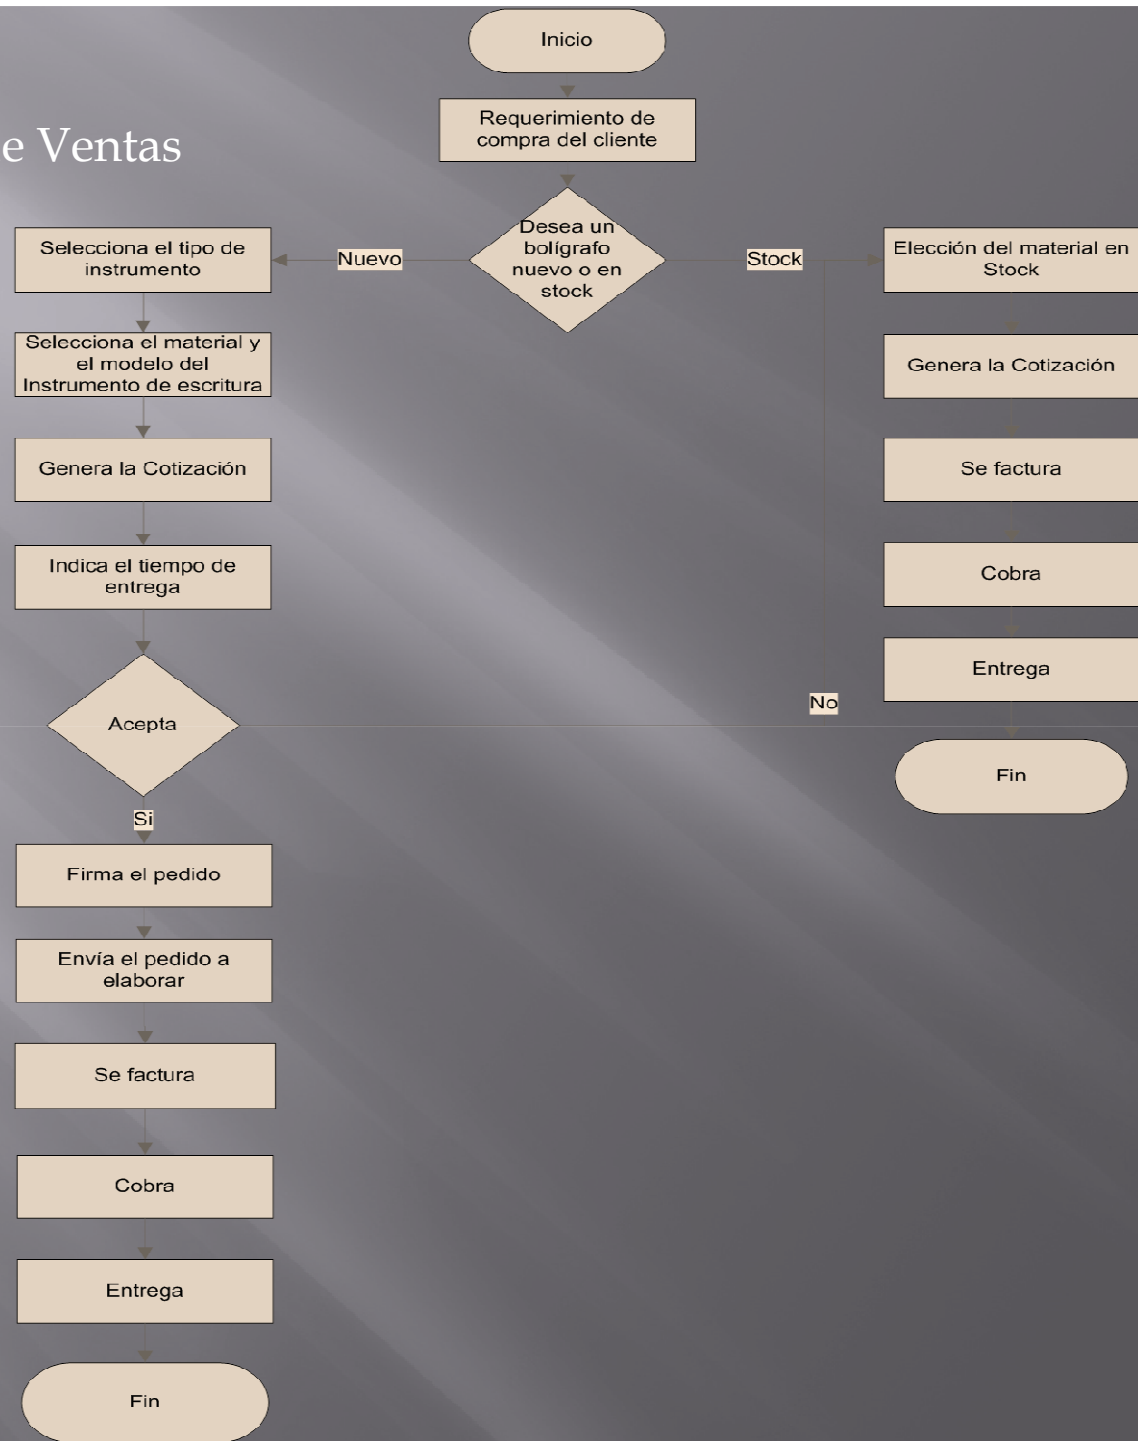 Inicio
Requerimiento de
compra del cliente
e Ventas
Desea un
bolígrafo
nuevo o en
stock
Nuevo
Selecciona el tipo de
instrumento
Selecciona el material y
el modelo del
Instrumento de escritura
Genera la Cotización
Indica el tiempo de
entrega
Acepta
Si
Firma el pedido
Envía el pedido a
elaborar
Se factura
Cobra
Entrega
Fin
No
Stock
Elección del material en
Stock
Genera la Cotización
Se factura
Cobra
Entrega
Fin